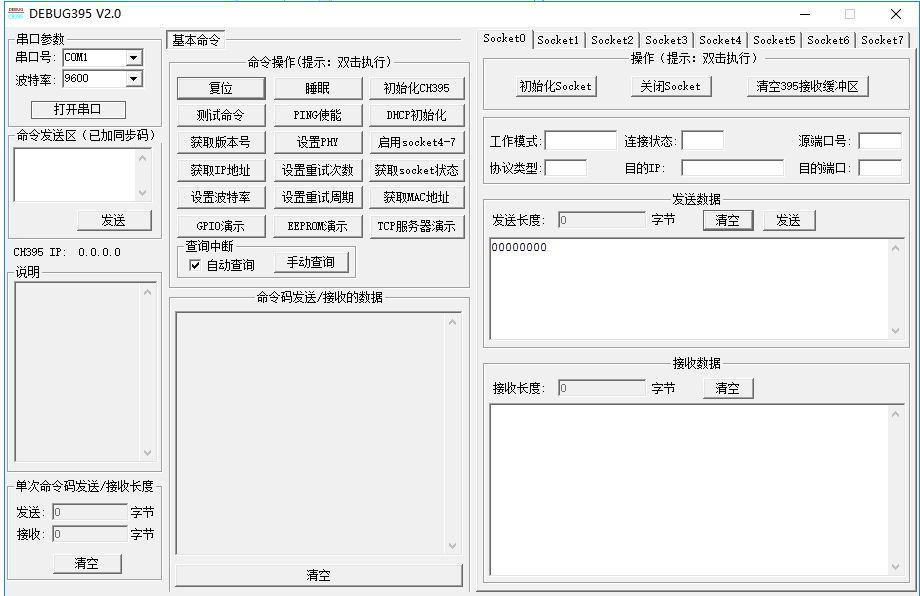 DEBUG395 V2.0
串口参数
串口号: COM1
波特率: 9600
打开串口
命令发送区（已加同步码）
发送
CH395 IP: 0.0.0.0
说明
单次命令码发送/接收长度
发送: 0 字节
接收: 0 字节
清空
基本命令
命令操作(提示: 双击执行)
复位 睡眠 初始化CH395
测试命令 PING使能 DHCP初始化
获取版本号 设置PHY 启用socket4-7
获取IP地址 设置重试次数 获取socket状态
设置波特率 设置重试周期 获取MAC地址
GPIO演示 EEPROM演示 TCP服务器演示
查询中断
自动查询 手动查询
命令码发送/接收的数据
清空
Socket0 Socket1 Socket2 Socket3 Socket4 Socket5 Socket6 Socket7
操作（提示: 双击执行）
初始化Socket 关闭Socket 清空395接收缓冲区
工作模式: 连接状态: 源端口号:
协议类型: 目的IP: 目的端口:
发送数据
发送长度: 0 字节 清空 发送
00000000
接收数据
接收长度: 0 字节 清空